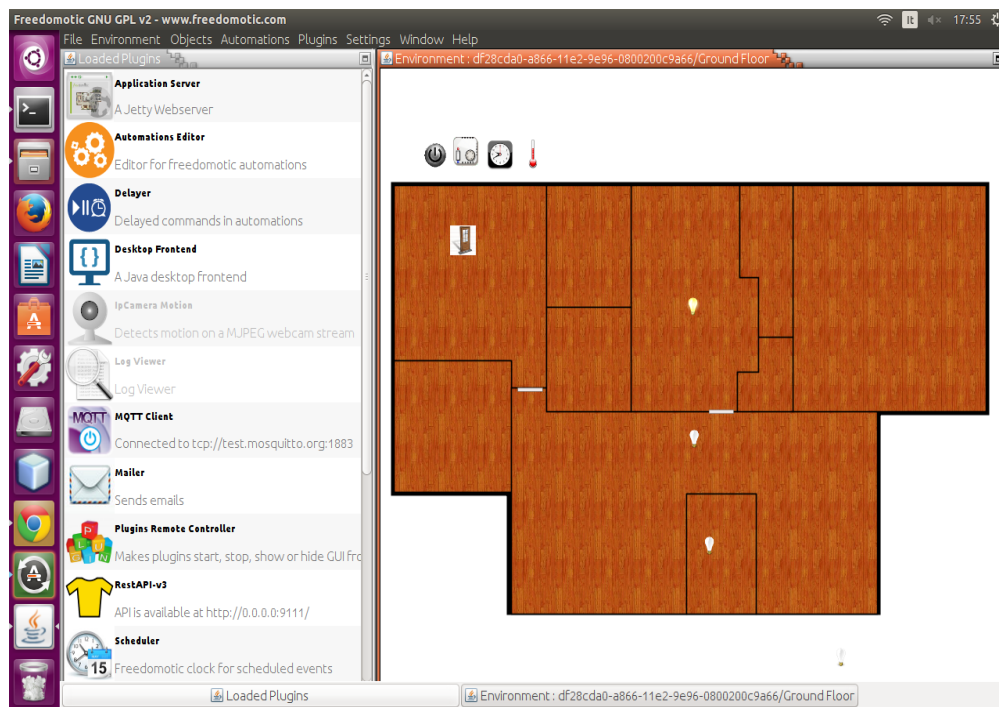 Freedomotic GNU GPL v2 - www.freedomotic.com
It
17:55
File Environment Objects Automations Plugins Settings Window Help
Loaded Plugins
Environment : df28cda0-a866-11e2-9e96-0800200c9a66/Ground Floor
Application Server
A Jetty Webserver
Automations Editor
Editor for freedomotic automations
Delayer
Delayed commands in automations
Desktop Frontend
A Java desktop frontend
IpCamera Motion
Detects motion on a MJPEG webcam stream
Log Viewer
Log Viewer
MQTT
MQTT Client
Connected to tcp://test.mosquitto.org:1883
Mailer
Sends emails
Plugins Remote Controller
Makes plugins start, stop, show or hide GUI fro
RestAPI-v3
API is available at http://0.0.0.0:9111/
Scheduler
15
Freedomotic clock for scheduled events
Loaded Plugins
Environment : df28cda0-a866-11e2-9e96-0800200c9a66/Ground Floor